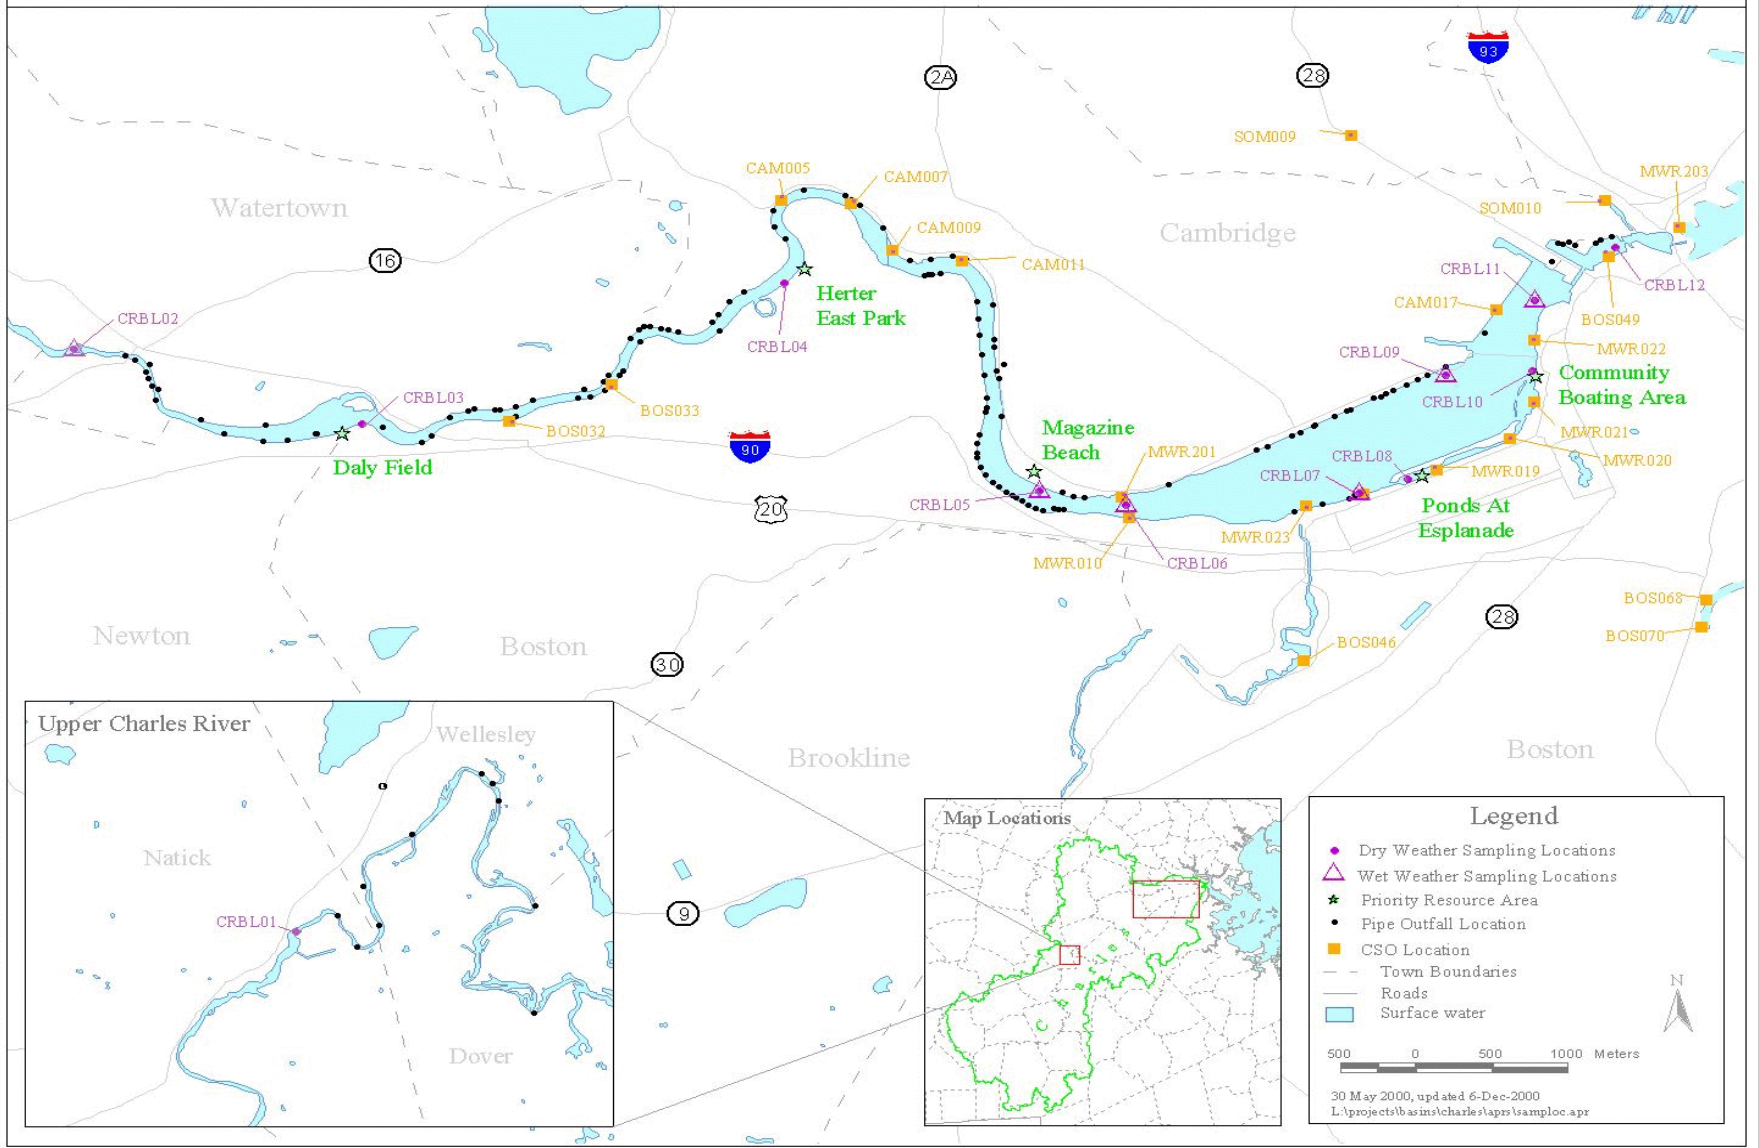 93
2A
28
SOM009
CAM005
CAM007
MWR203
Watertown
SOM010
CAM009
Cambridge
16
CAM011
CRBL11
CRBL12
Herter
East Park
CAM017
CRBL02
BOS049
CRBL04
CRBL09
MWR022
Community
Boating Area
CRBL03
CRBL10
BOS033
BOS032
Magazine
Beach
MWR021
90
MWR201
CRBL08
MWR020
Daly Field
CRBL07
MWR019
CRBL05
20
Ponds At
Esplanade
MWR023
MWR010
CRBL06
BOS068
28
Newton
BOS070
Boston
BOS046
30
Upper Charles River
Wellesley
Boston
Brookline
Natick
CRBL01
9
Dover
Map Locations
Legend
Dry Weather Sampling Locations
Wet Weather Sampling Locations
Priority Resource Area
Pipe Outfall Location
CSO Location
Town Boundaries
Roads
Surface water
N
500 0 500 1000 Meters
30 May 2000, updated 6-Dec-2000
L:\projects\basins\charles\aprs\samploc.apr